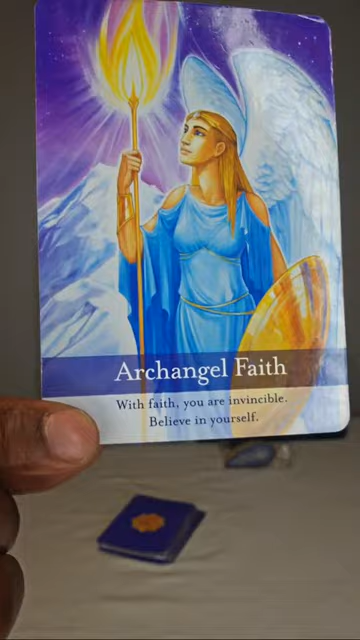 Archangel Faith
With faith, you are invincible.
Believe in yourself.